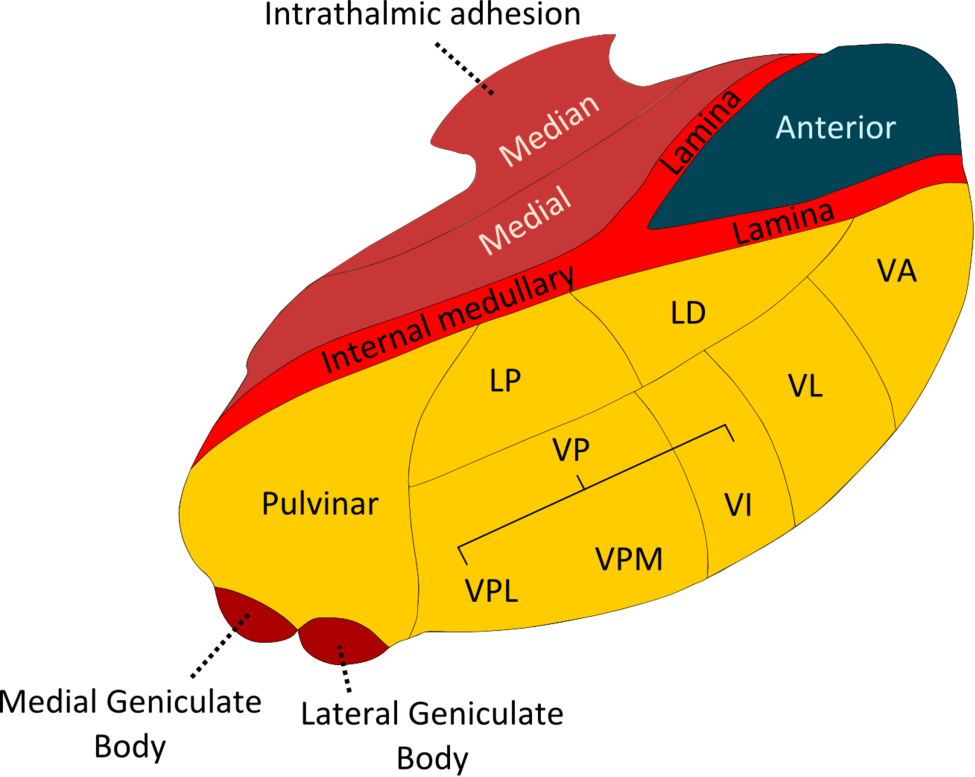 Intrathalmic adhesion
Median
Medial
Lamina
Anterior
Internal medullary
Lamina
VA
LD
LP
VL
VP
Pulvinar
VI
VPM
VPL
Medial Geniculate
Body
Lateral Geniculate
Body